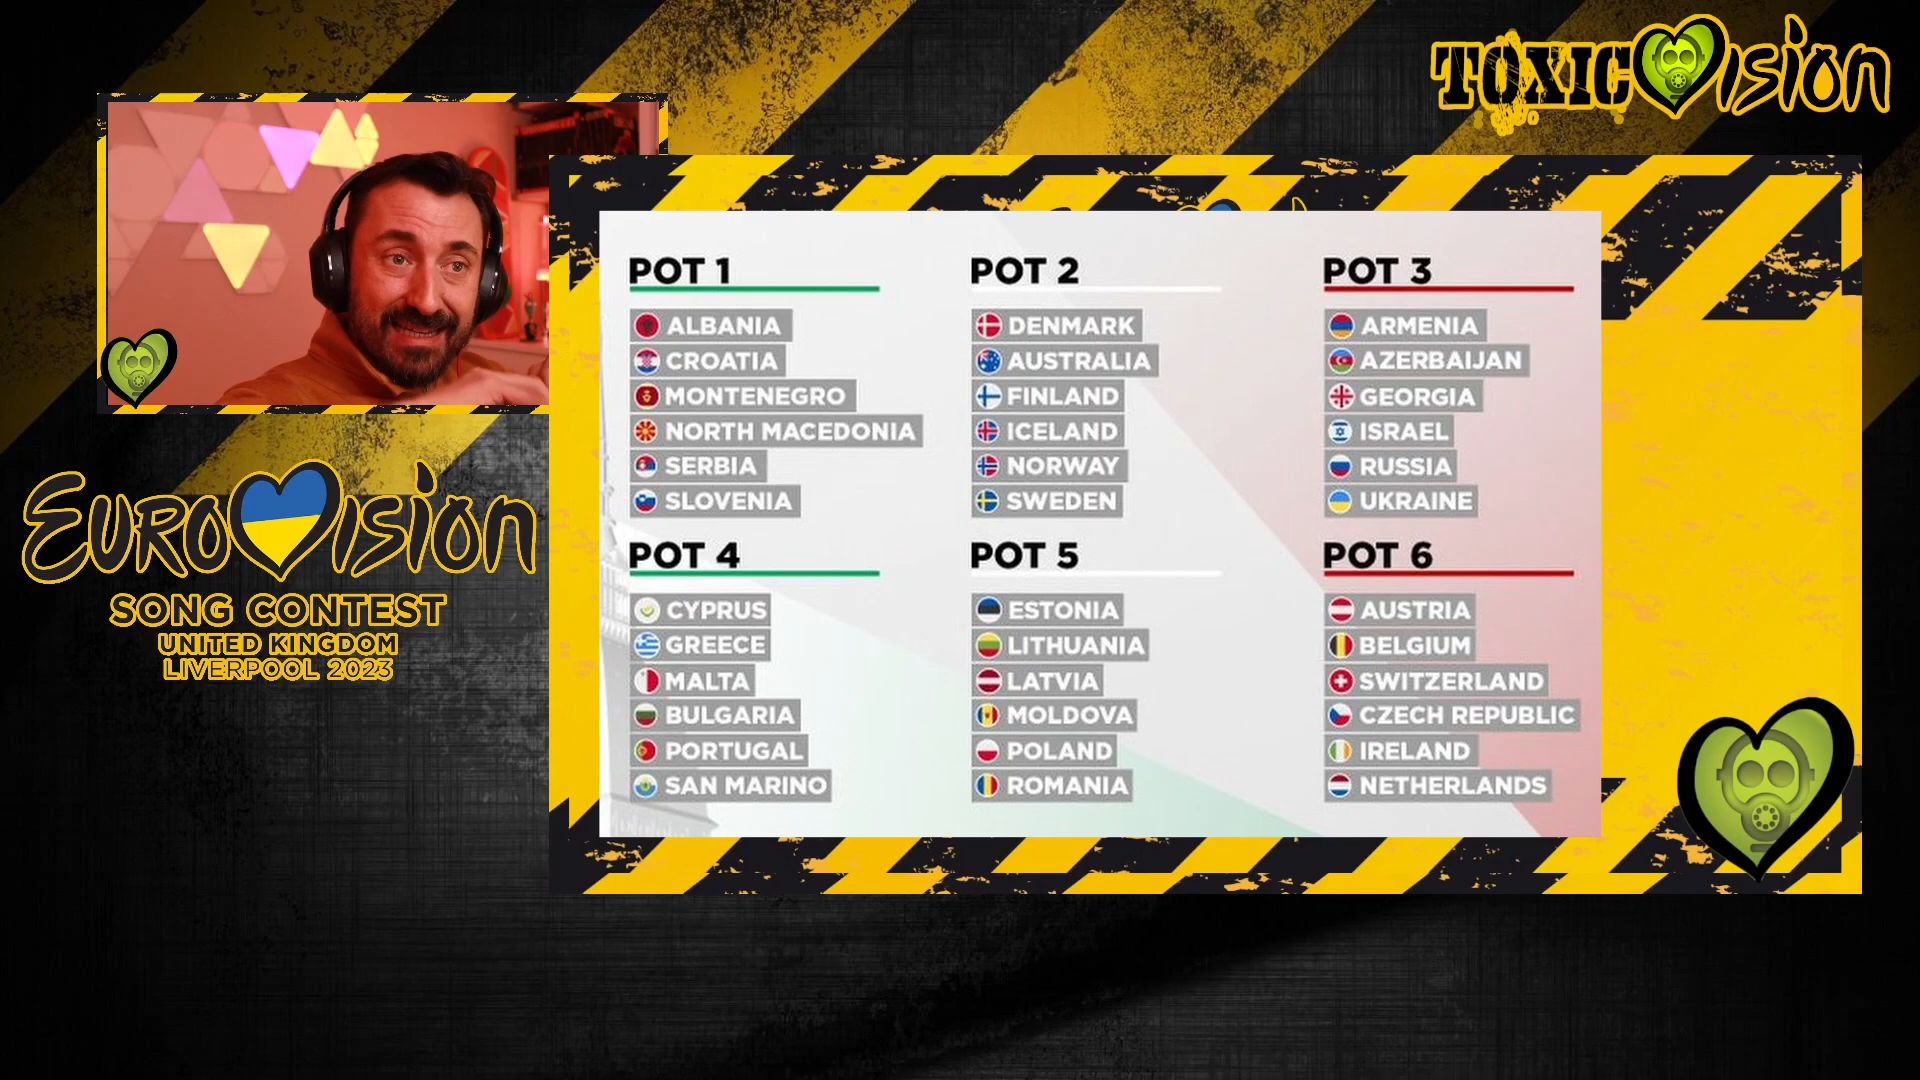 TOXICVISION
EUROVISION
SONG CONTEST
UNITED KINGDOM
LIVERPOOL 2023
POT 1
ALBANIA
CROATIA
MONTENEGRO
NORTH MACEDONIA
SERBIA
SLOVENIA
POT 2
DENMARK
AUSTRALIA
FINLAND
ICELAND
NORWAY
SWEDEN
POT 3
ARMENIA
AZERBAIJAN
GEORGIA
ISRAEL
RUSSIA
UKRAINE
POT 4
CYPRUS
GREECE
MALTA
BULGARIA
PORTUGAL
SAN MARINO
POT 5
ESTONIA
LITHUANIA
LATVIA
MOLDOVA
POLAND
ROMANIA
POT 6
AUSTRIA
BELGIUM
SWITZERLAND
CZECH REPUBLIC
IRELAND
NETHERLANDS